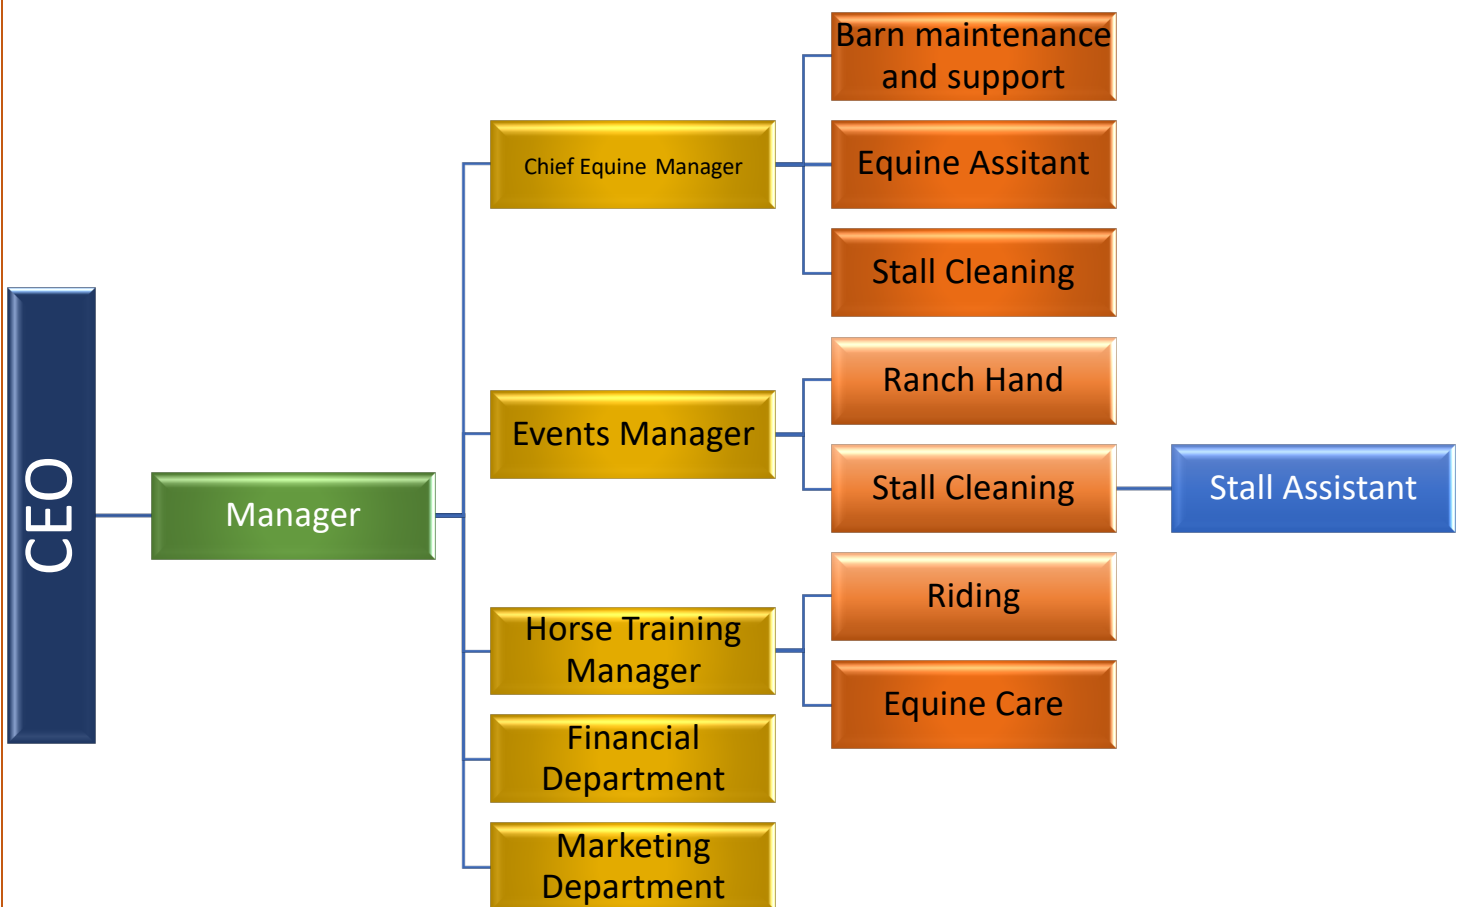 CEO
Manager
Chief Equine Manager
Barn maintenance
and support
Equine Assitant
Stall Cleaning
Events Manager
Ranch Hand
Stall Cleaning
Stall Assistant
Horse Training
Manager
Riding
Equine Care
Financial
Department
Marketing
Department